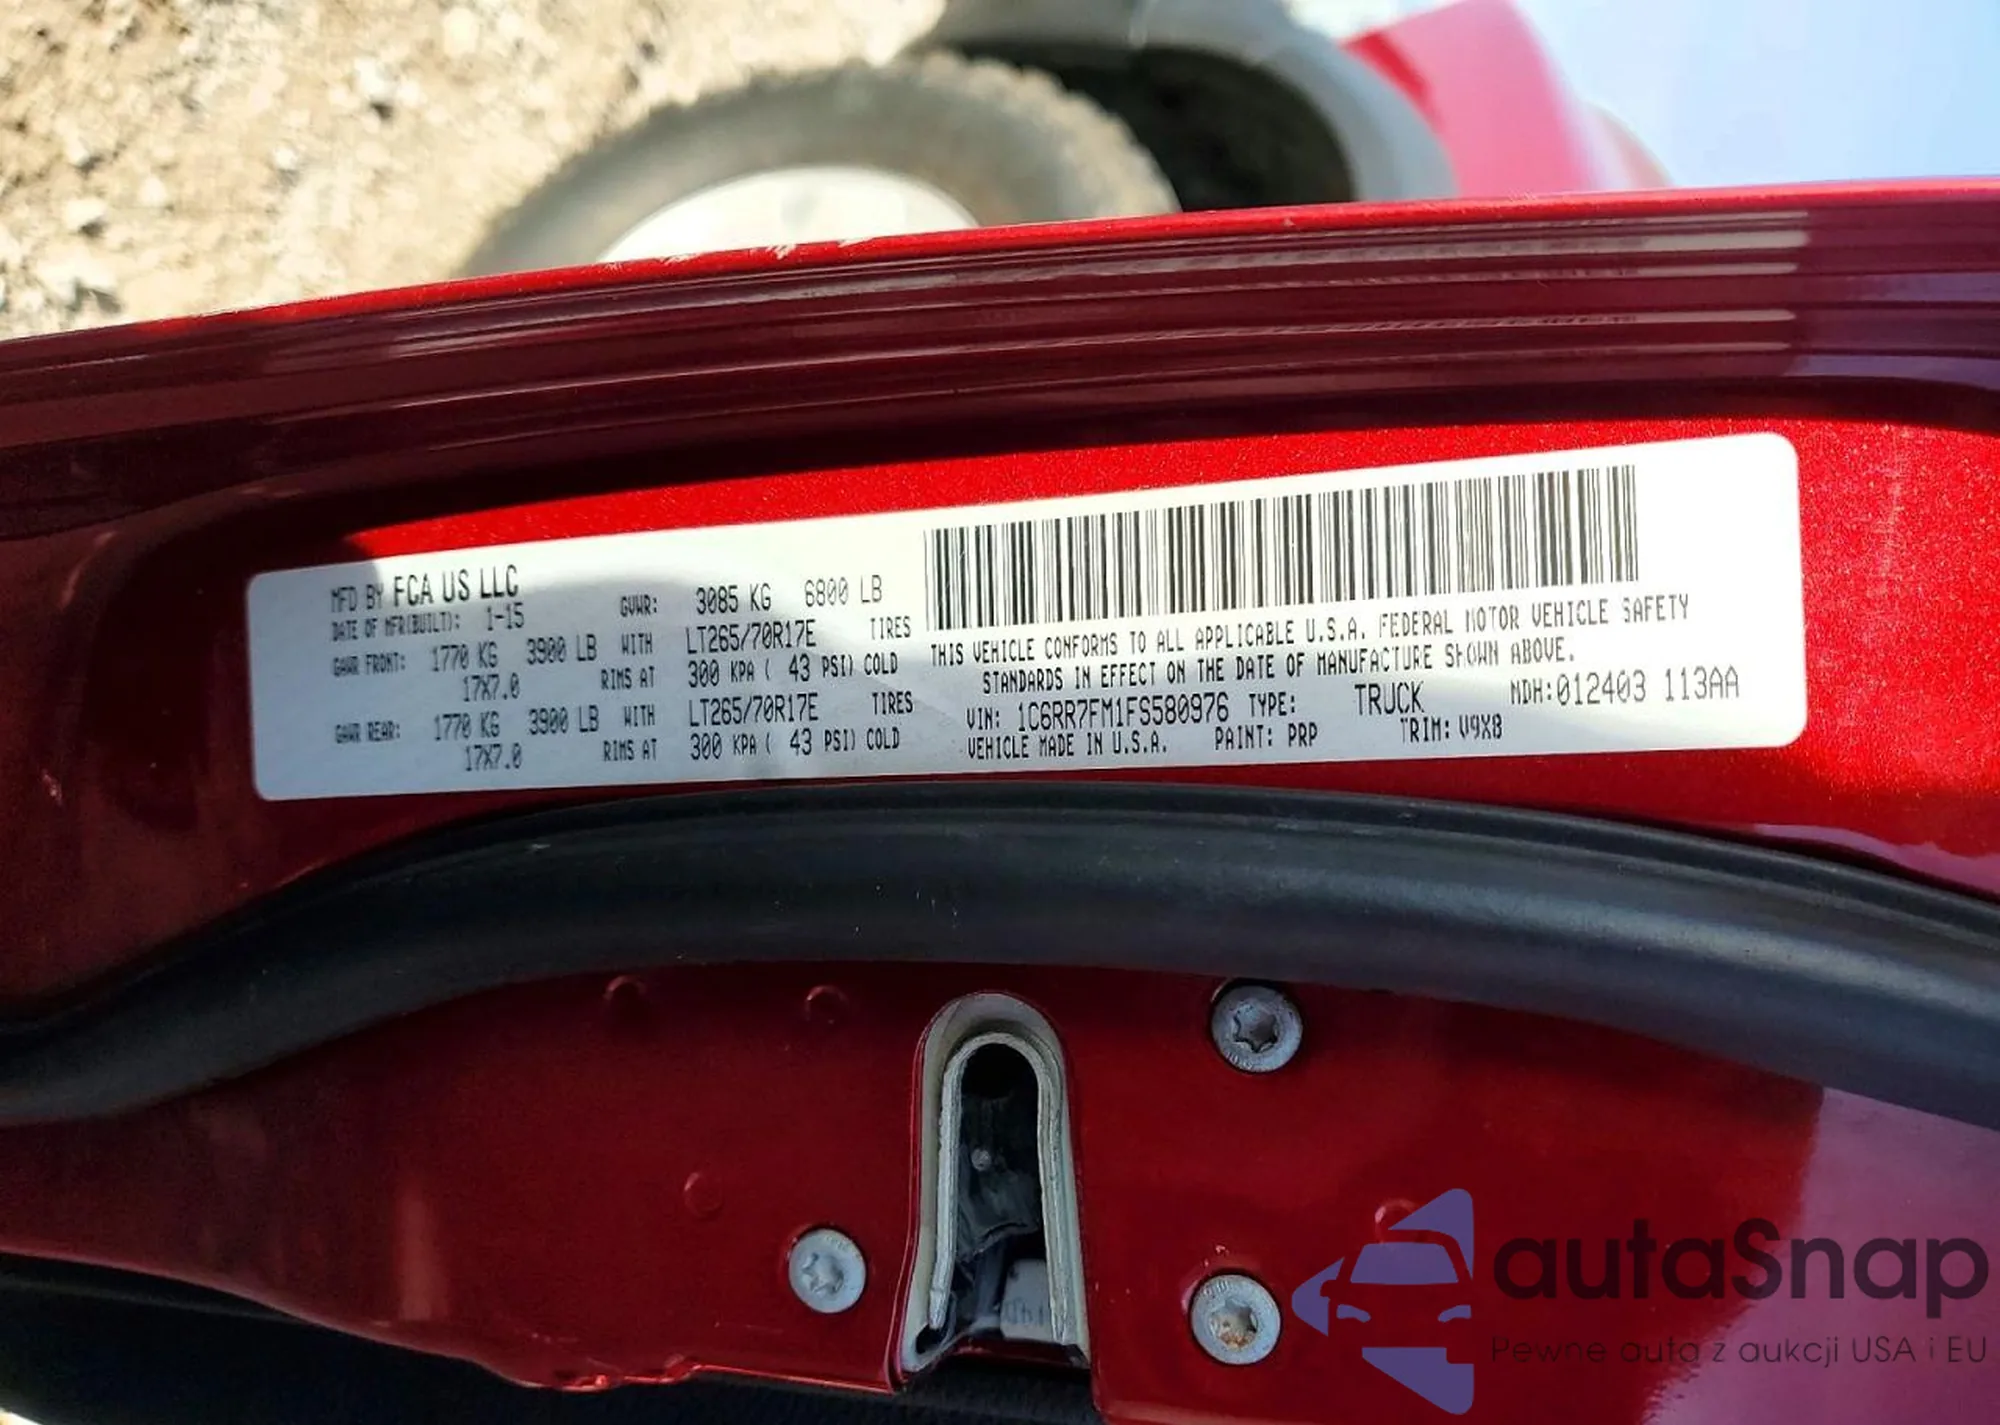 MFD BY FCA US LLC
DATE OF MFR(BUILT): 1-15 GVWR: 3085 KG 6800 LB
GAWR FRONT: 1770 KG 3900 LB WITH LT265/70R17E TIRES
17X7.0 RIMS AT 300 KPA ( 43 PSI) COLD
GAWR REAR: 1770 KG 3900 LB WITH LT265/70R17E TIRES
17X7.0 RIMS AT 300 KPA ( 43 PSI) COLD
THIS VEHICLE CONFORMS TO ALL APPLICABLE U.S.A. FEDERAL MOTOR VEHICLE SAFETY
STANDARDS IN EFFECT ON THE DATE OF MANUFACTURE SHOWN ABOVE.
VIN: 1C6RR7FM1FS580976 TYPE: TRUCK MDH:012403 113AA
VEHICLE MADE IN U.S.A. PAINT: PRP TRIM: V9X8
autaSnap
Pewne auta z aukcji USA i EU